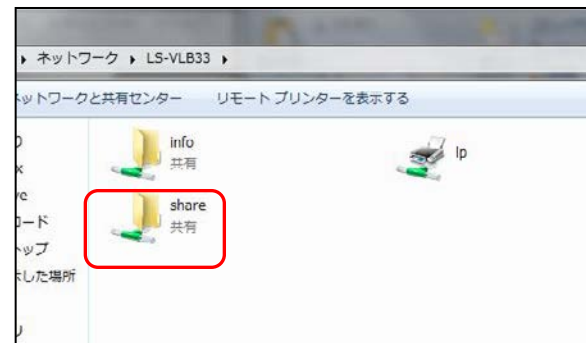 ネットワーク LS-VLB33
ネットワークと共有センター リモート プリンターを表示する
info
共有
lp
share
共有
ロード
トップ
した場所